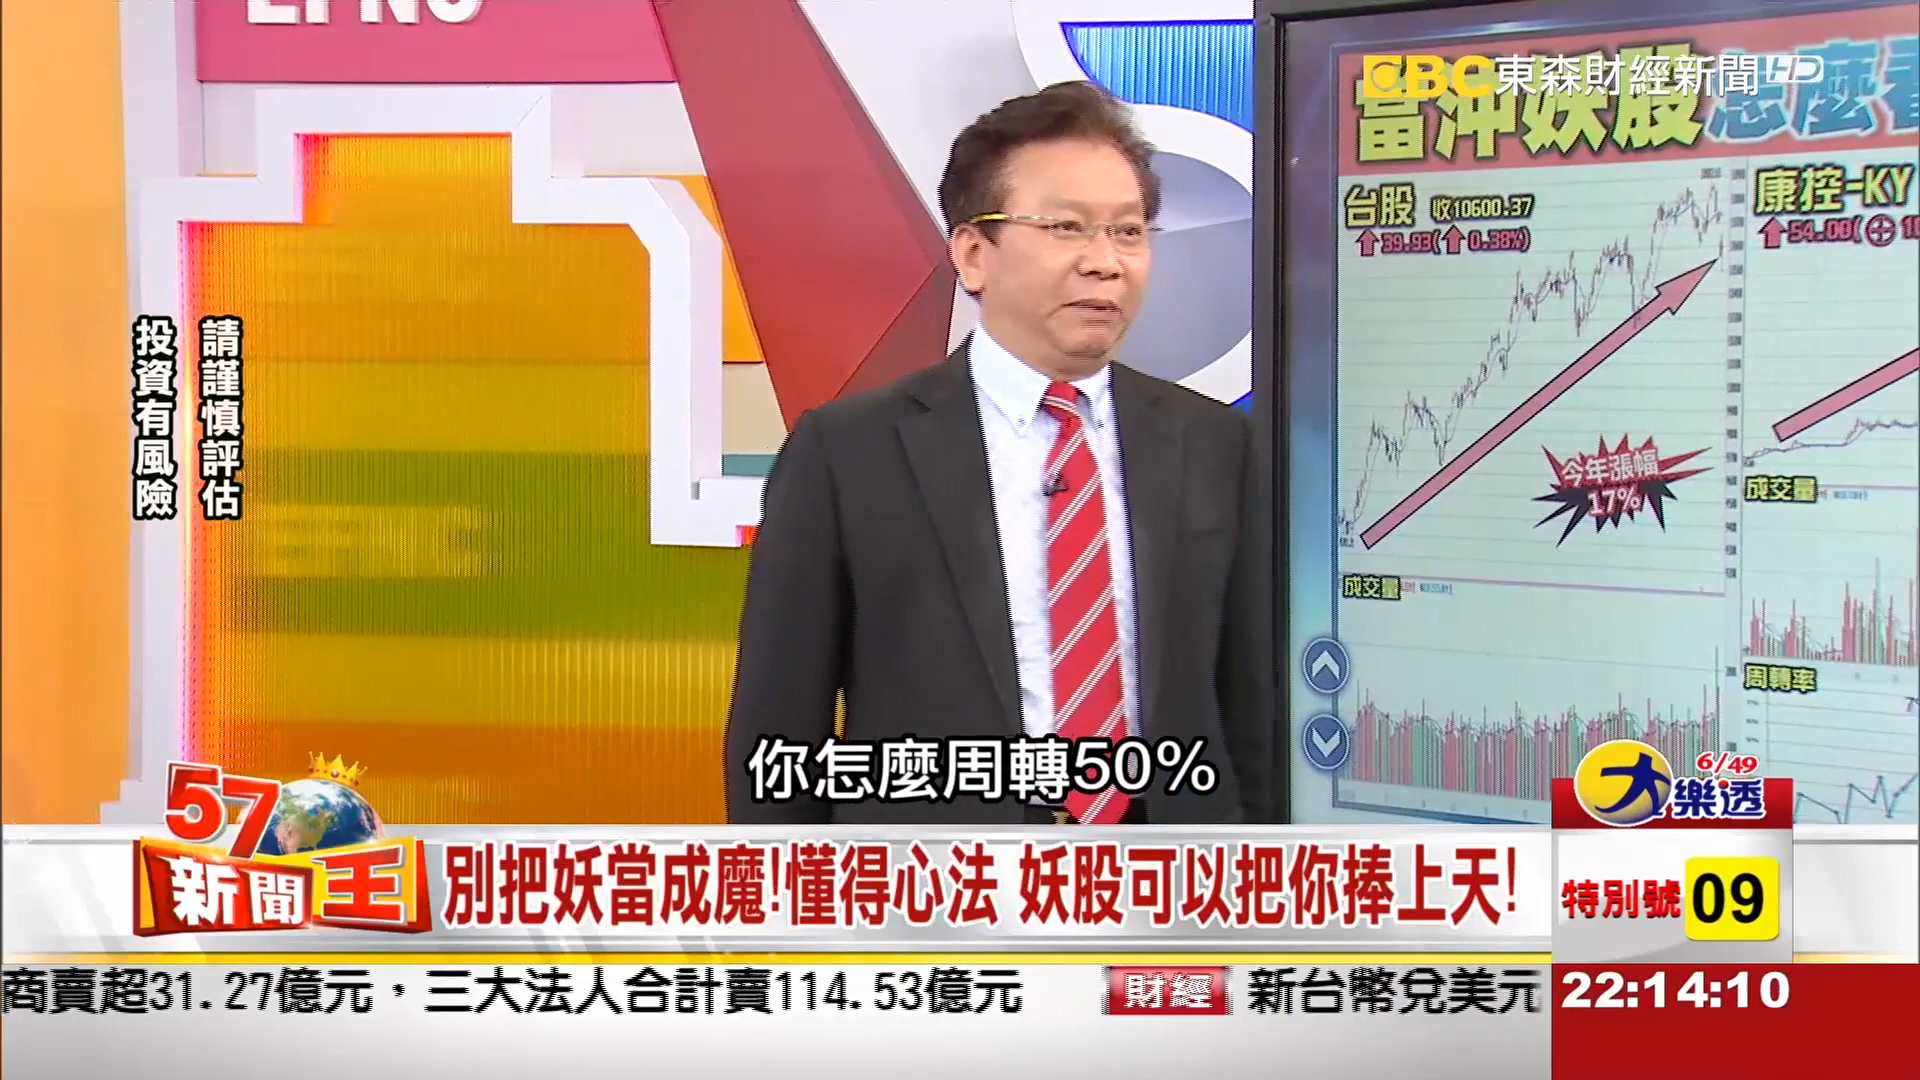 EBC東森財經新聞HD
當沖妖股怎麼看
台股 收10600.37
39.93( 0.38%)
康控-KY
54.00(
今年漲幅
17%
成交量
成交量
周轉率
請謹慎評估
投資有風險
你怎麼周轉50%
57
新聞王
別把妖當成魔!懂得心法 妖股可以把你捧上天!
6/49
大樂透
特別號 09
商賣超31.27億元，三大法人合計賣114.53億元
財經 新台幣兌美元
22:14:10